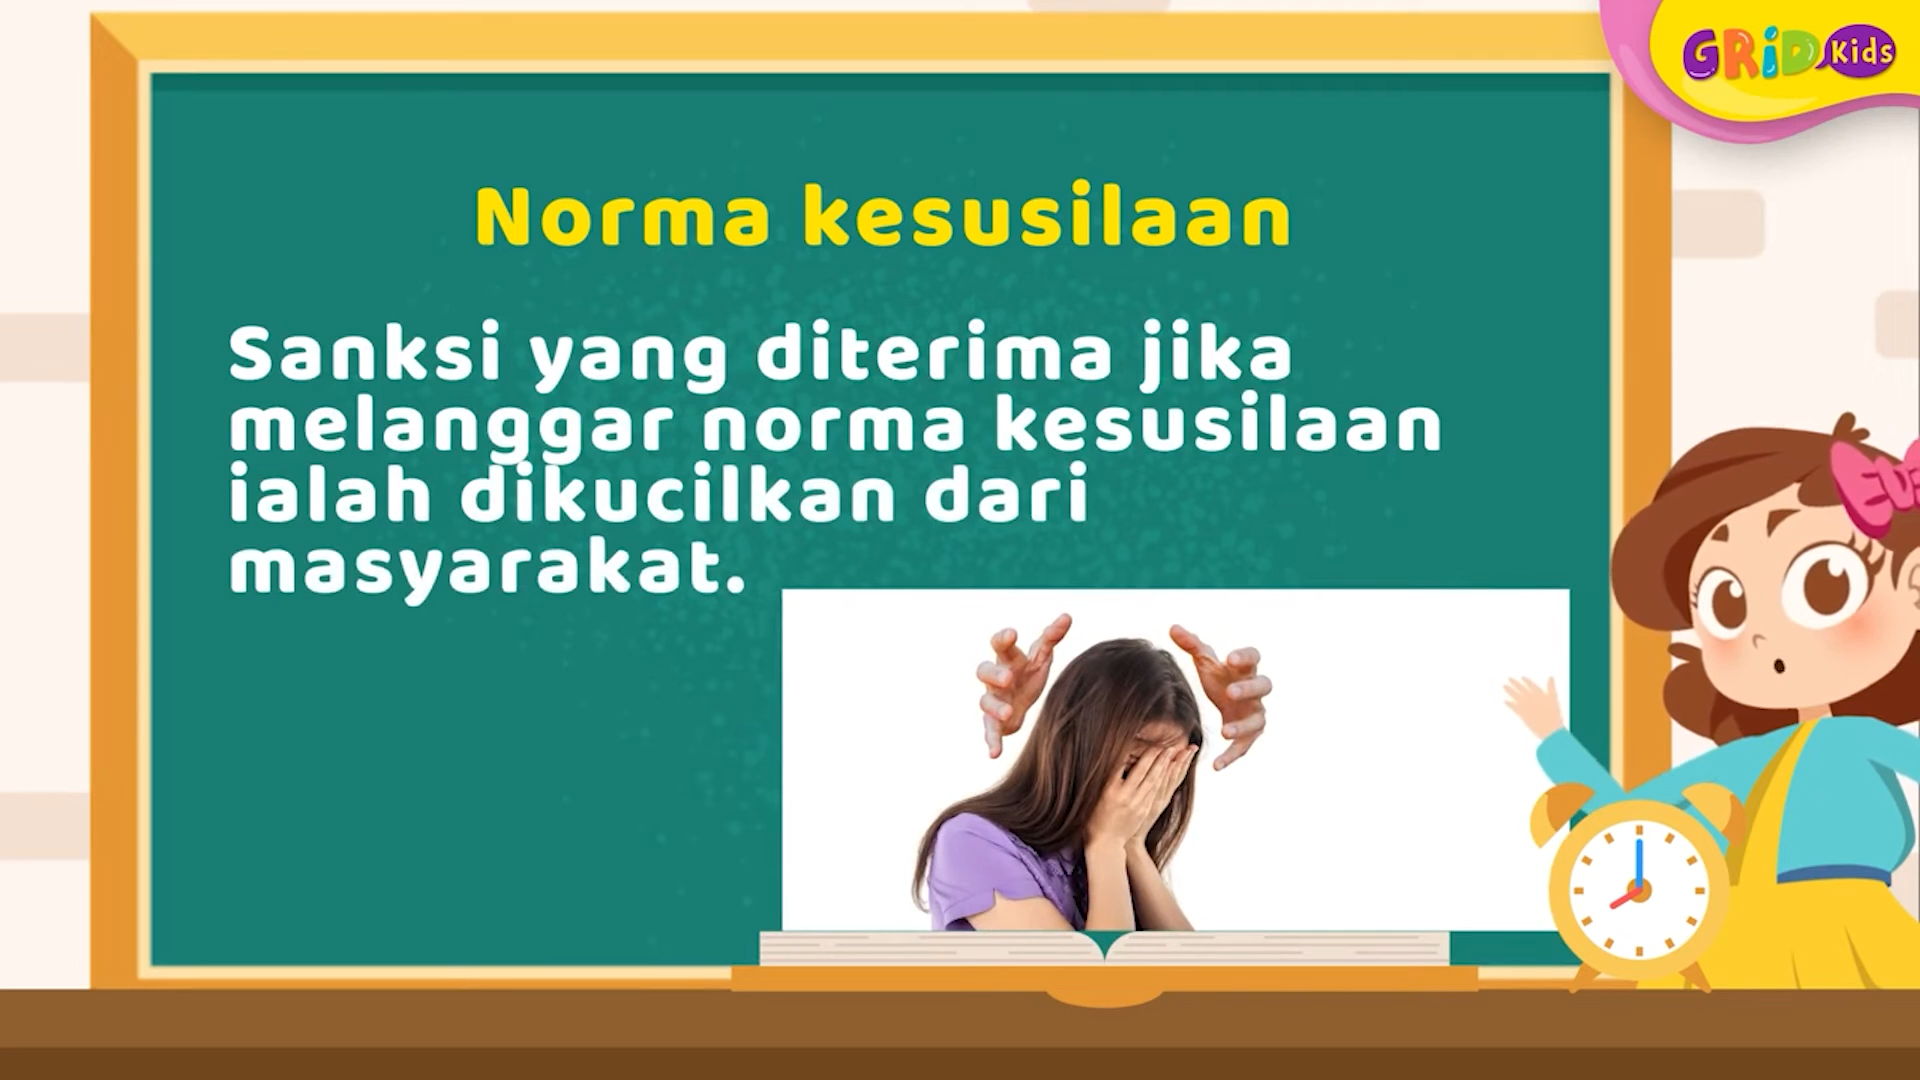 GRiD Kids
Norma kesusilaan
Sanksi yang diterima jika
melanggar norma kesusilaan
ialah dikucilkan dari
masyarakat.